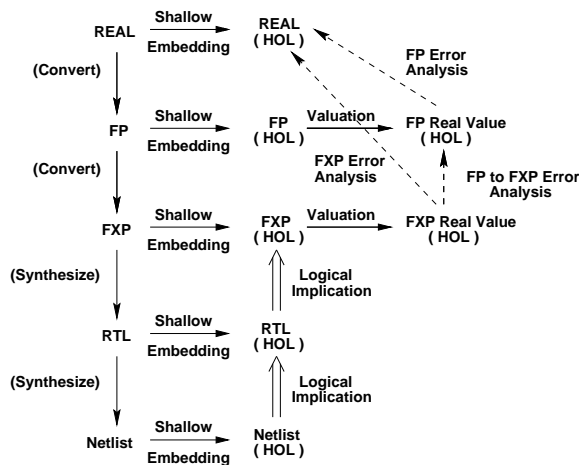 REAL
Shallow
Embedding
REAL
( HOL )
(Convert)
FP Error
Analysis
FP
Shallow
Embedding
FP
(HOL )
Valuation
FP Real Value
( HOL )
(Convert)
FXP Error
Analysis
FP to FXP Error
Analysis
FXP
Shallow
Embedding
FXP
( HOL )
Valuation
FXP Real Value
( HOL )
(Synthesize)
Logical
Implication
RTL
Shallow
Embedding
RTL
( HOL )
(Synthesize)
Logical
Implication
Netlist
Shallow
Embedding
Netlist
( HOL )